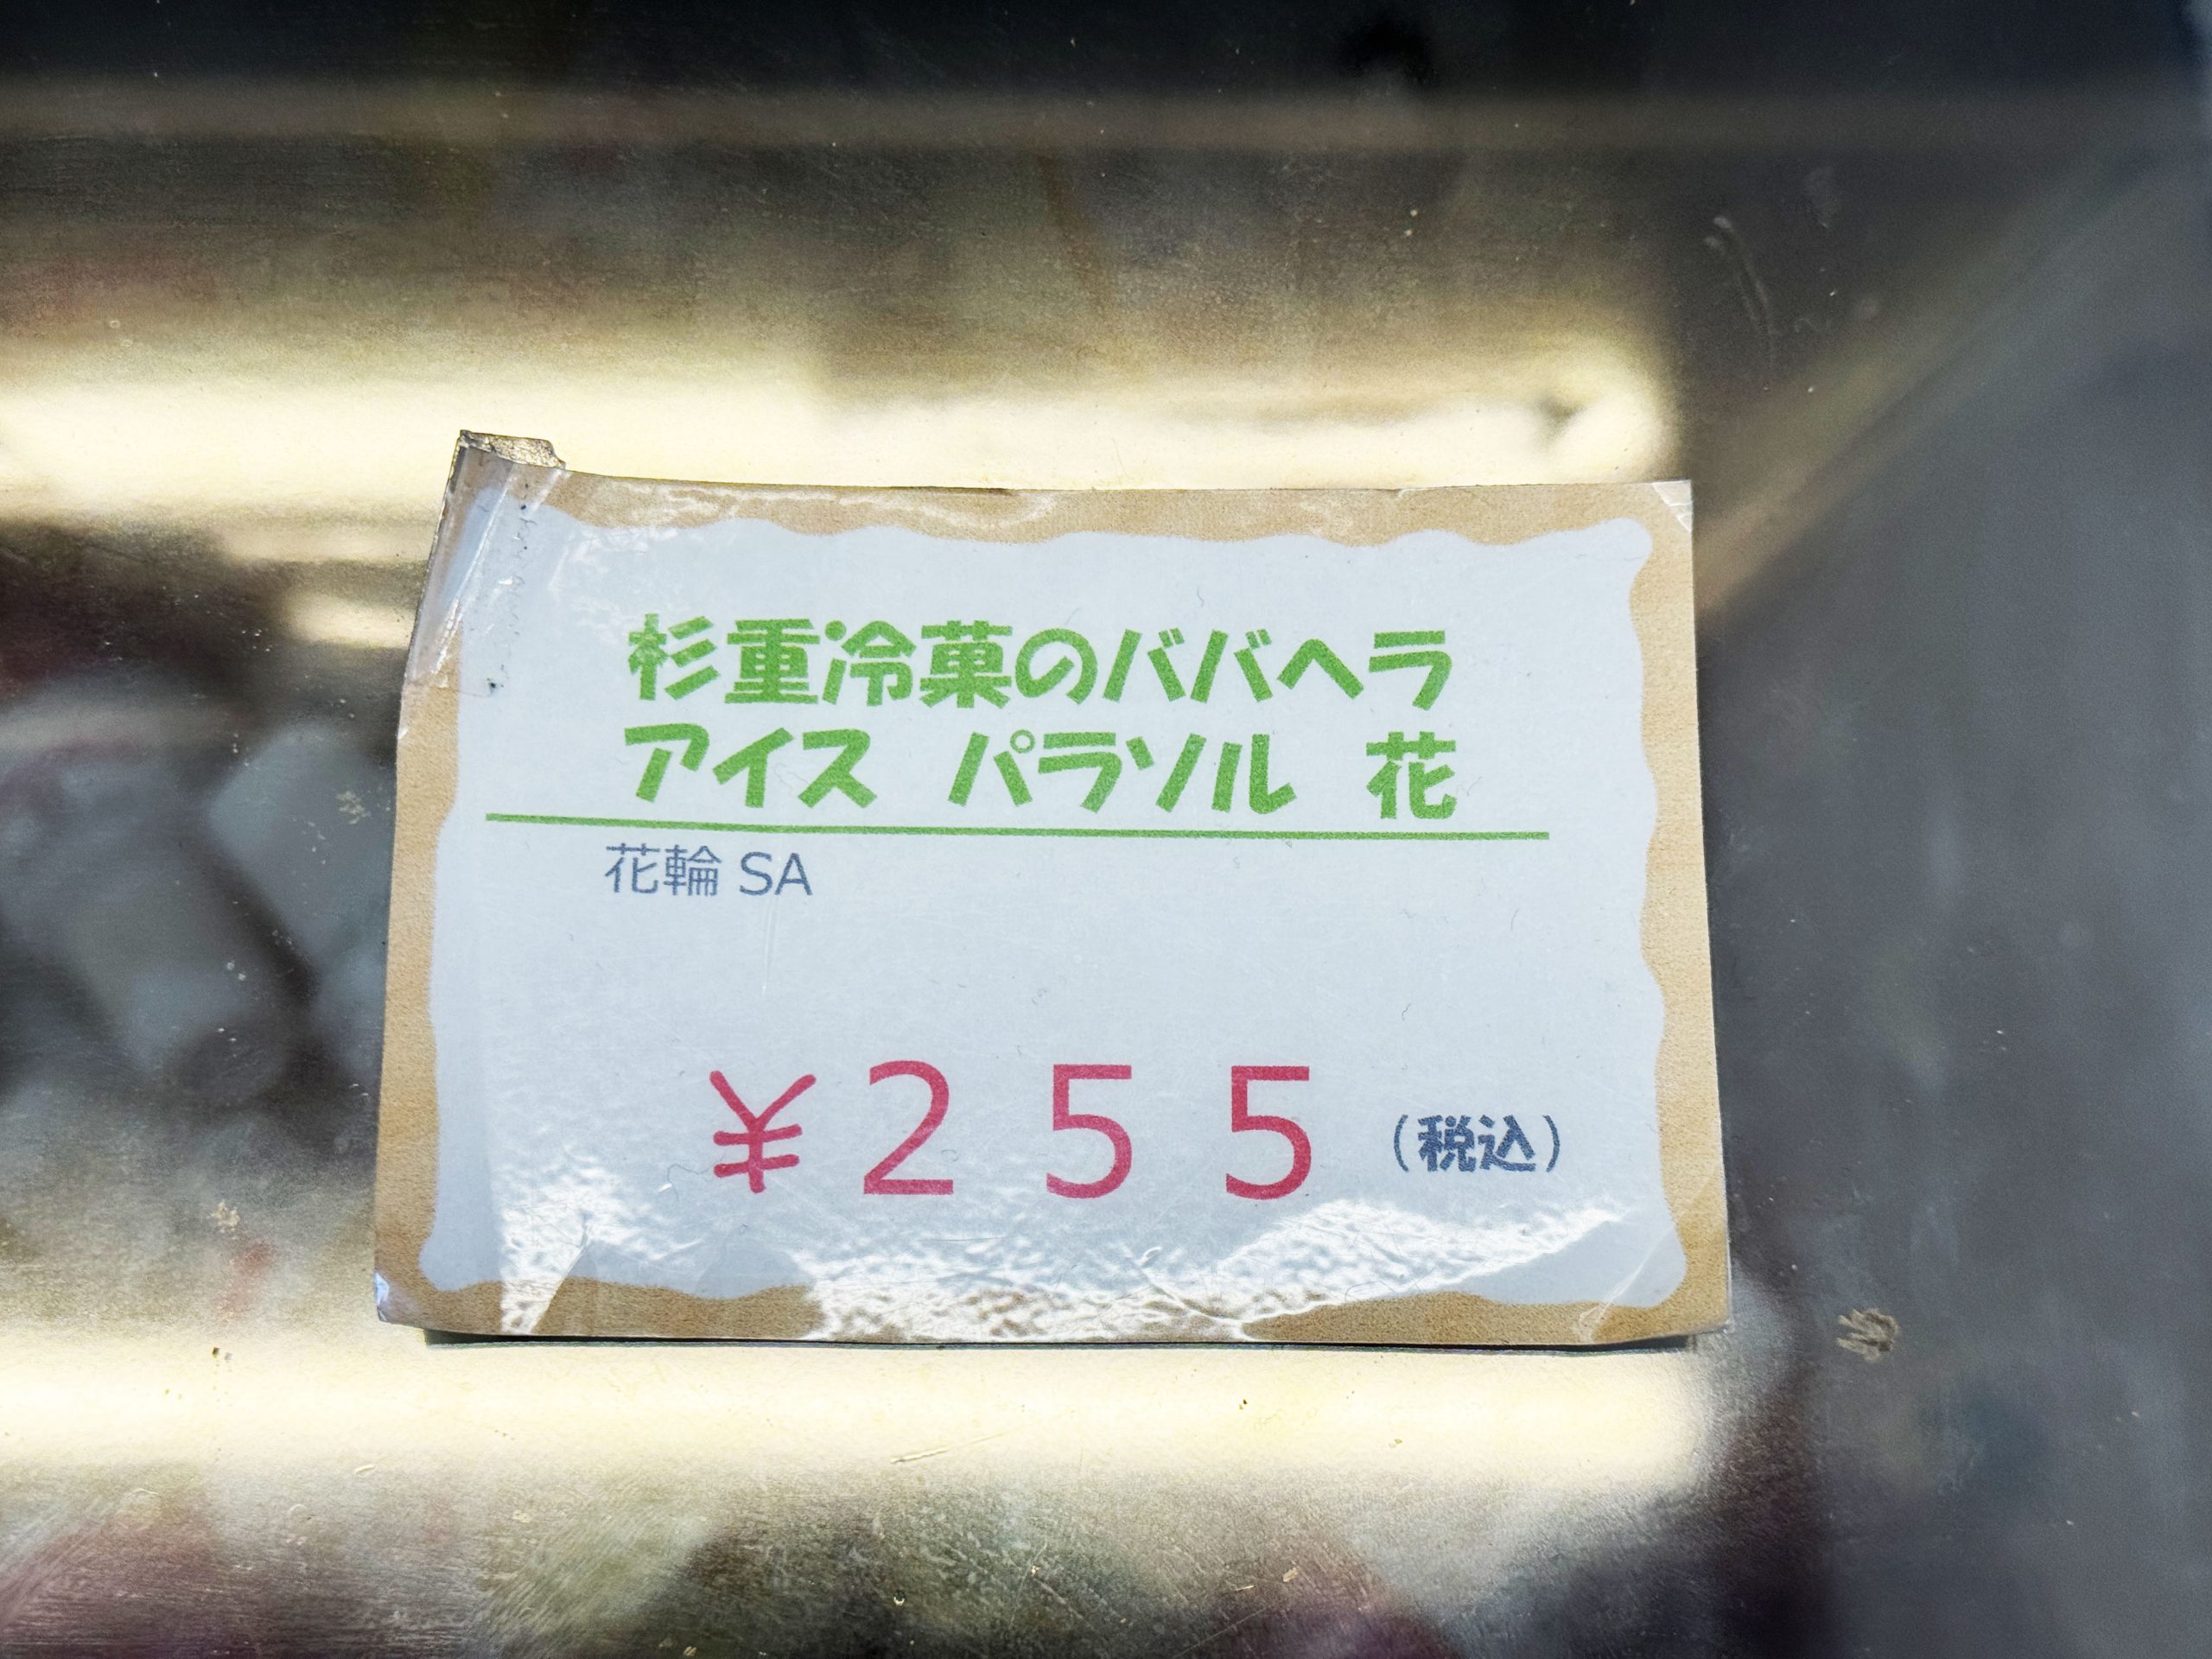 杉重冷菓のババヘラ
アイス パラソル 花
花輪 SA
￥２５５ （税込）